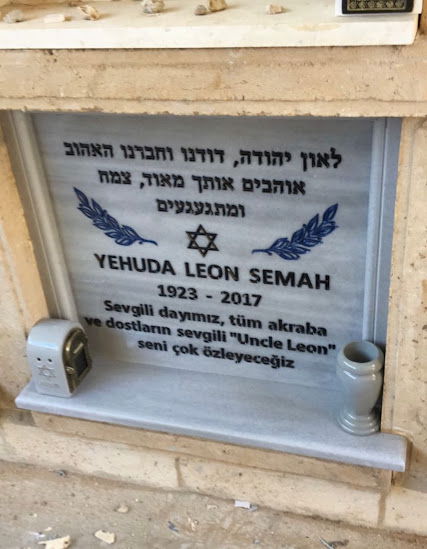 לאון יהודה, דודנו וחברנו האהוב
אוהבים אותך מאוד, צמח
ומתגעגעים
YEHUDA LEON SEMAH
1923 - 2017
Sevgili dayımız, tüm akraba
ve dostların sevgili "Uncle Leon"
seni çok özleyeceğiz